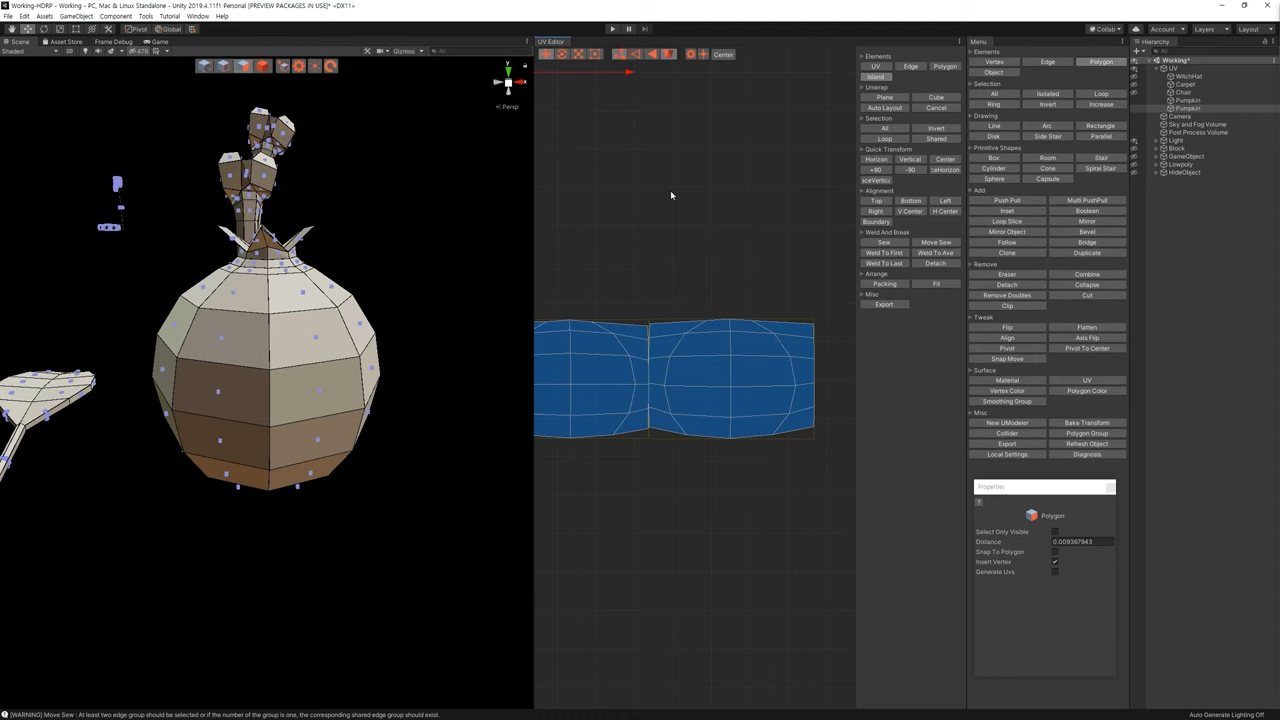 Working-HDRP - Working - PC, Mac & Linux Standalone - Unity 2019.4.11f1 Personal [PREVIEW PACKAGES IN USE]* <DX11>
File Edit Assets GameObject Component Tools Window Help
Pivot Global Collab Account Layers Layout
Scene Asset Store Frame Debug Game
Shaded 2D 479 Gizmos All
y
x
Persp
UV Editor
Center
Elements
UV Edge Polygon
Island
Unwrap
Plane Cube
Auto Layout Cancel
Selection
All Invert
Loop Shared
Quick Transform
Horizon Vertical Center
+90 -90 :ceHorizon
iceVertica
Alignment
Top Bottom Left
Right V Center H Center
Boundary
Weld And Break
Sew Move Sew
Weld To First Weld To Ave
Weld To Last Detach
Arrange
Packing Fit
Misc
Export
Menu
Elements
Vertex Edge Polygon
Object
Selection
All Isolated Loop
Ring Invert Increase
Drawing
Line Arc Rectangle
Disk Side Stair Parallel
Primitive Shapes
Box Room Stair
Cylinder Cone Spiral Stair
Sphere Capsule
Add
Push Pull Multi PushPull
Inset Boolean
Loop Slice Mirror
Mirror Object Bevel
Follow Bridge
Clone Duplicate
Remove
Eraser Combine
Detach Collapse
Remove Doubles Cut
Clip
Tweak
Flip Flatten
Align Axis Flip
Pivot Pivot To Center
Snap Move
Surface
Material UV
Vertex Color Polygon Color
Smoothing Group
Misc
New UModeler Bake Transform
Collider Polygon Group
Export Refresh Object
Local Settings Diagnosis
Properties
?
Polygon
Select Only Visible
Distance 0.009367943
Snap To Polygon
Insert Vertex
Generate Uvs
Hierarchy
All
Working*
UV
WitchHat
Carpet
Chair
Pumpkin
Pumpkin
Camera
Sky and Fog Volume
Post Process Volume
Light
Block
GameObject
Lowpoly
HideObject
[WARNING] Move Sew : At least two edge group should be selected or if the number of the group is one, the corresponding shared edge group should exist.
Auto Generate Lighting Off